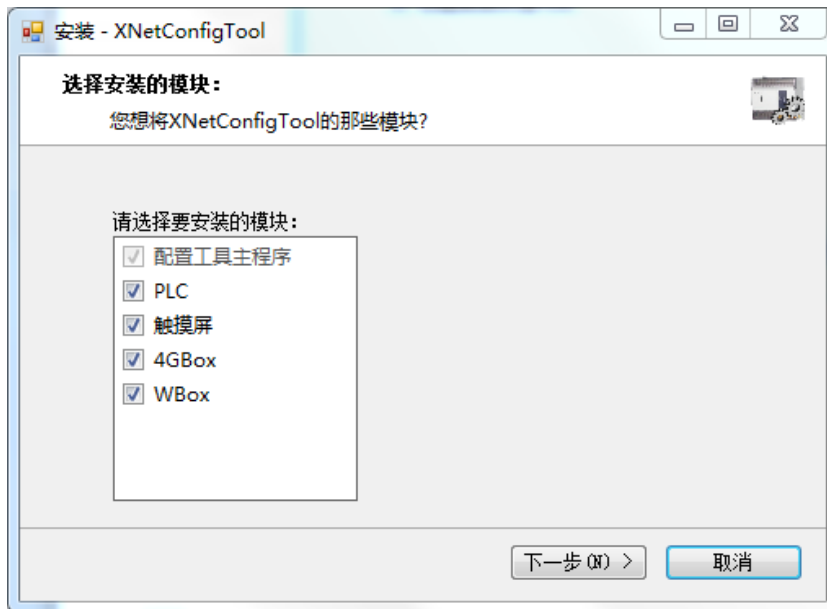 安装 - XNetConfigTool
选择安装的模块：
您想将XNetConfigTool的那些模块?
请选择要安装的模块：
配置工具主程序
PLC
触摸屏
4GBox
WBox
下一步(N) >
取消